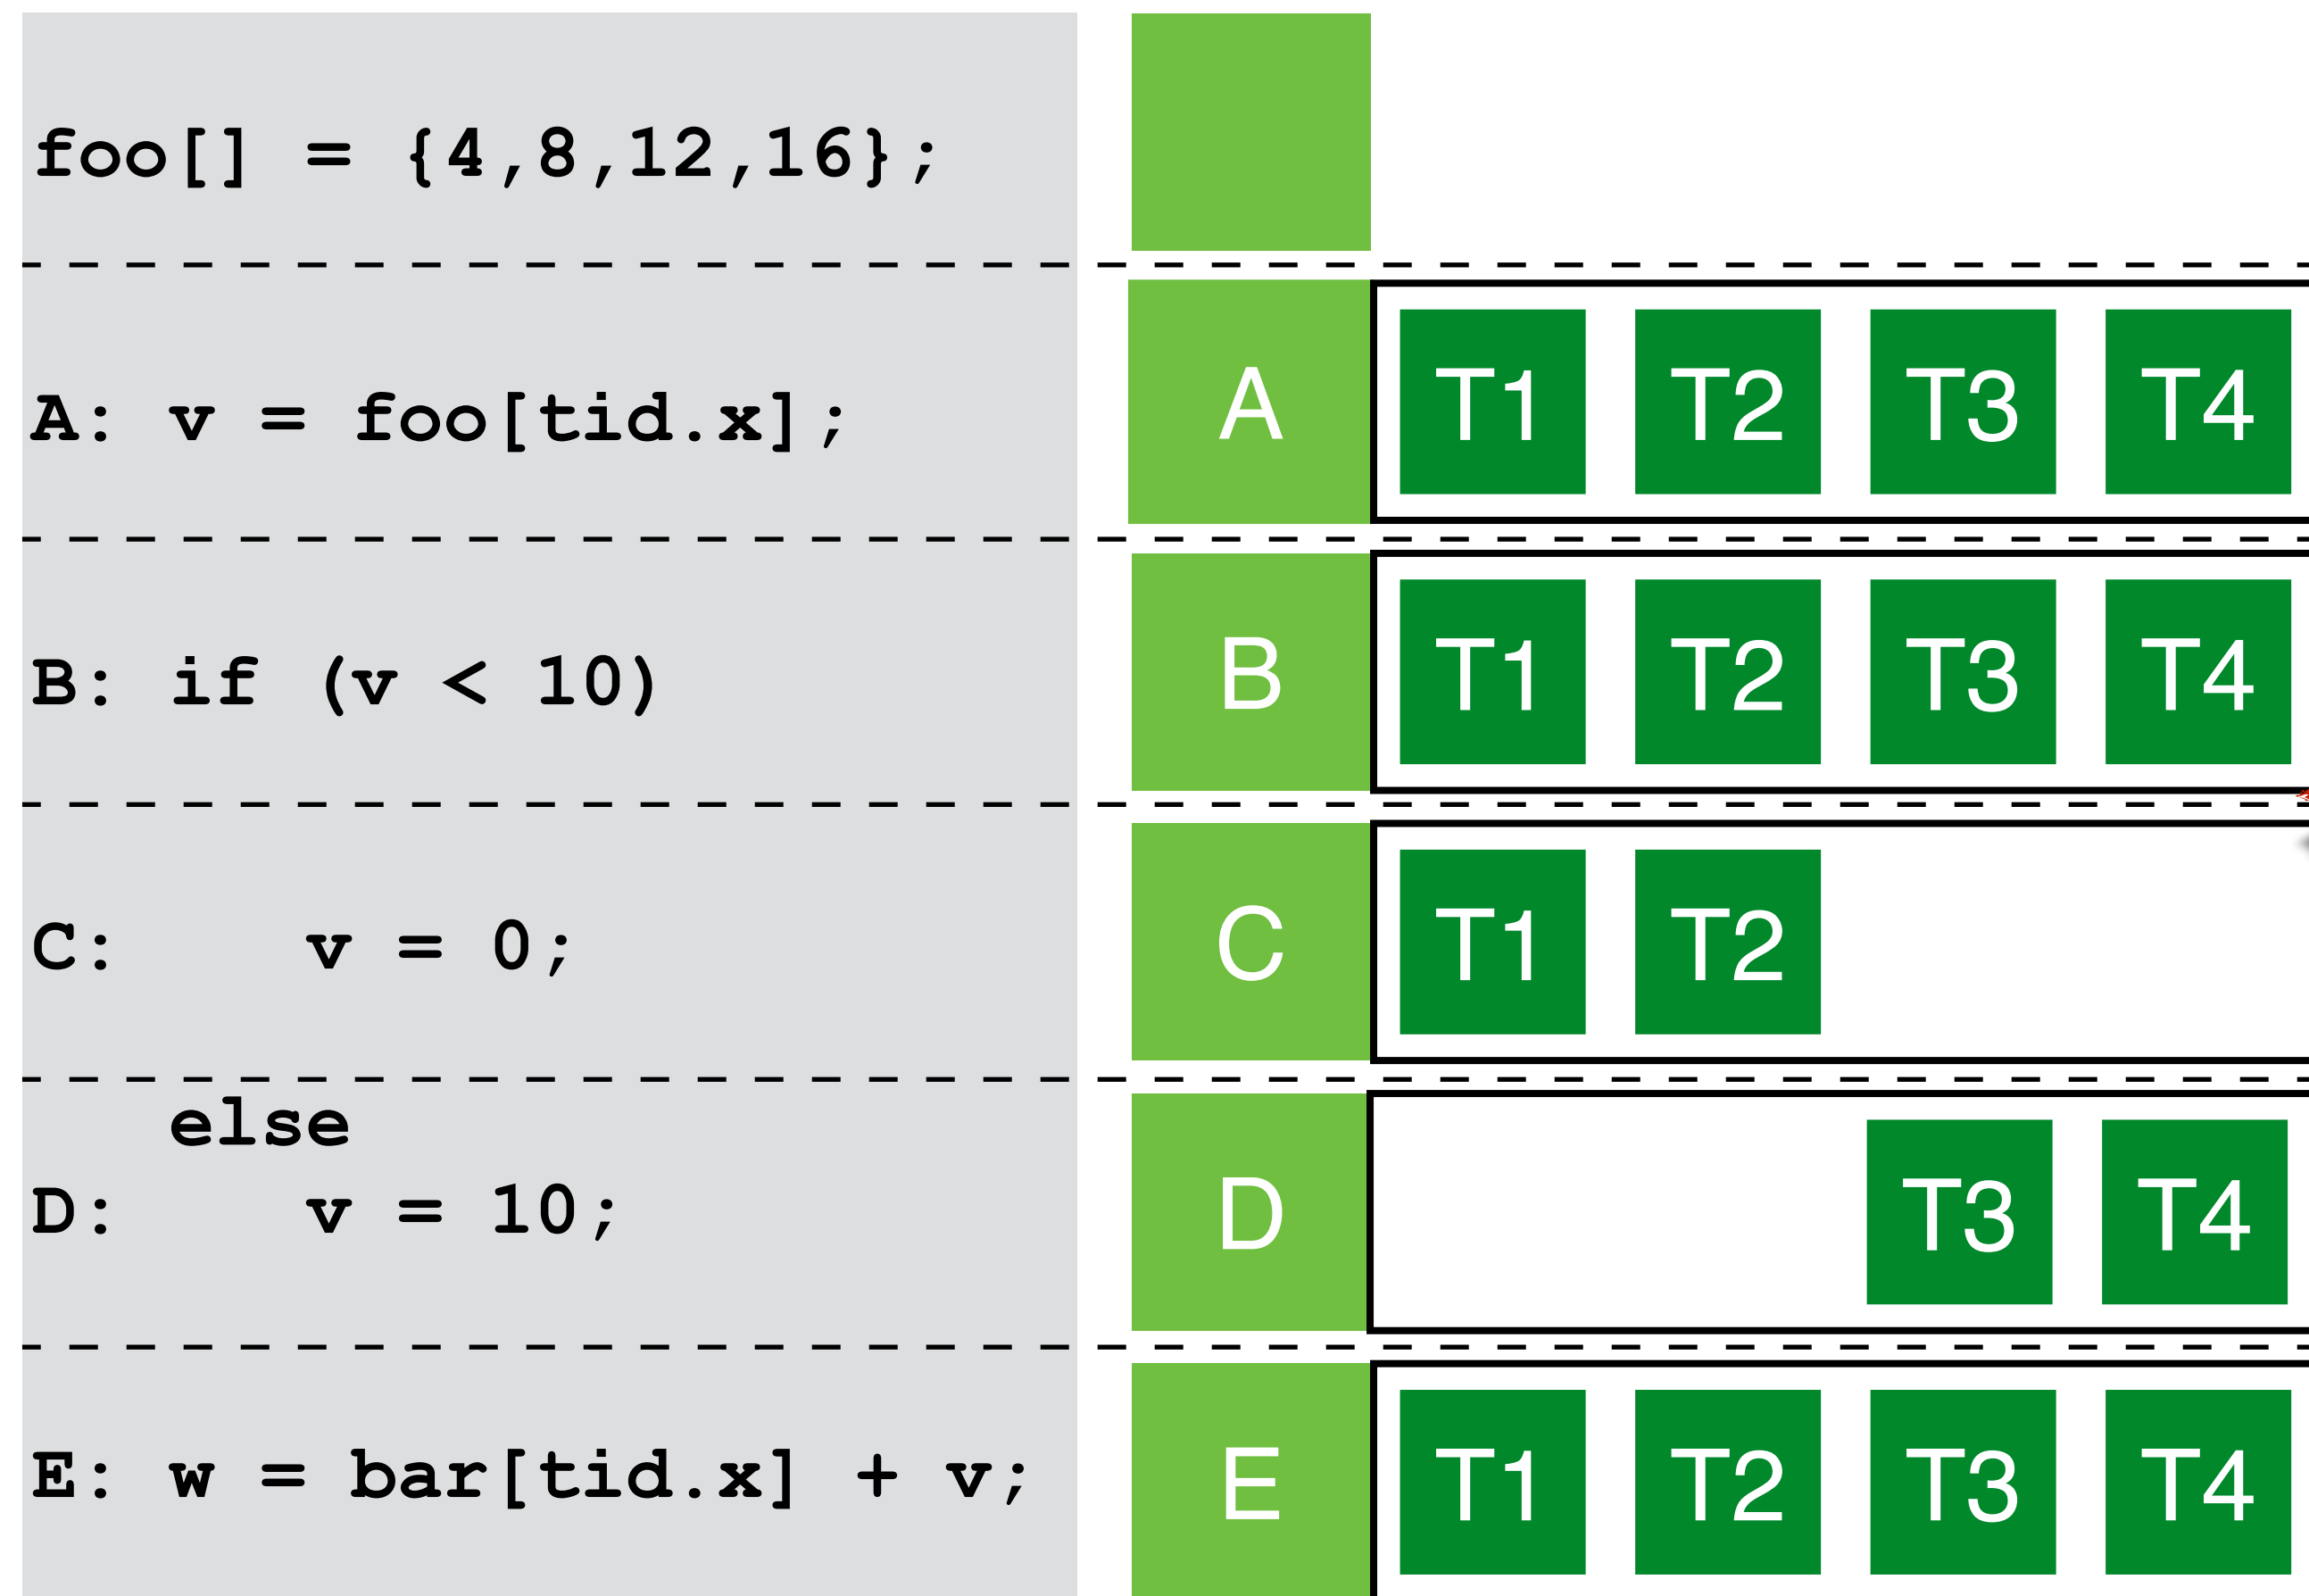 foo[] = {4,8,12,16};
A: v = foo[tid.x];
A T1 T2 T3 T4
B: if (v < 10)
B T1 T2 T3 T4
C: v = 0;
C T1 T2
else
D: v = 10;
D T3 T4
E: w = bar[tid.x] + v;
E T1 T2 T3 T4